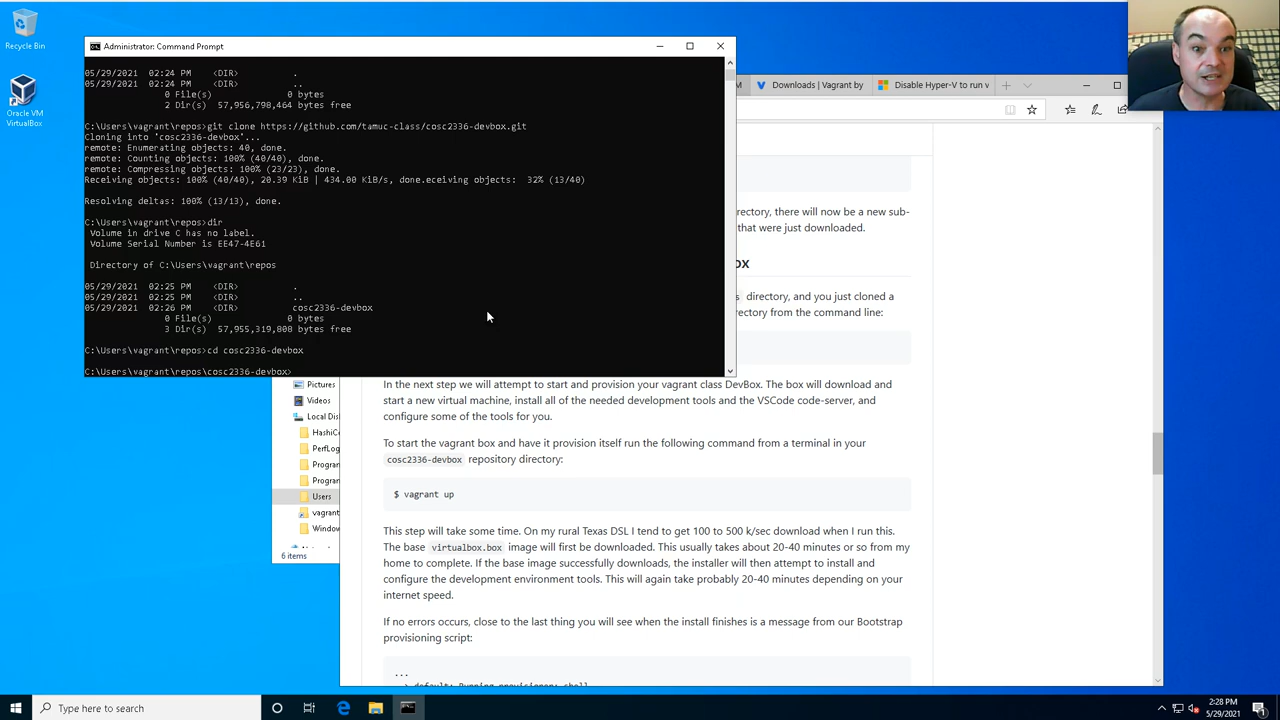 Recycle Bin
Oracle VM
VirtualBox
Administrator: Command Prompt
05/29/2021  02:24 PM    <DIR>          .
05/29/2021  02:24 PM    <DIR>          ..
0 File(s)              0 bytes
2 Dir(s)  57,956,798,464 bytes free
C:\Users\vagrant\repos>git clone https://github.com/tamuc-class/cosc2336-devbox.git
Cloning into 'cosc2336-devbox'...
remote: Enumerating objects: 40, done.
remote: Counting objects: 100% (40/40), done.
remote: Compressing objects: 100% (23/23), done.
Receiving objects: 100% (40/40), 20.39 KiB | 434.00 KiB/s, done.eceiving objects:  32% (13/40)
Resolving deltas: 100% (13/13), done.
C:\Users\vagrant\repos>dir
Volume in drive C has no label.
Volume Serial Number is EE47-4E61
Directory of C:\Users\vagrant\repos
05/29/2021  02:25 PM    <DIR>          .
05/29/2021  02:25 PM    <DIR>          ..
05/29/2021  02:26 PM    <DIR>          cosc2336-devbox
0 File(s)              0 bytes
3 Dir(s)  57,955,319,808 bytes free
C:\Users\vagrant\repos>cd cosc2336-devbox
C:\Users\vagrant\repos\cosc2336-devbox>
Downloads | Vagrant by
Disable Hyper-V to run v
directory, there will now be a new sub-
that were just downloaded.
directory, and you just cloned a
rectory from the command line:
Pictures
Videos
Local Dis
HashiCo
PerfLog
Program
Program
Users
vagrant
Window
6 items
In the next step we will attempt to start and provision your vagrant class DevBox. The box will download and
start a new virtual machine, install all of the needed development tools and the VSCode code-server, and
configure some of the tools for you.
To start the vagrant box and have it provision itself run the following command from a terminal in your
cosc2336-devbox repository directory:
$ vagrant up
This step will take some time. On my rural Texas DSL I tend to get 100 to 500 k/sec download when I run this.
The base virtualbox.box image will first be downloaded. This usually takes about 20-40 minutes or so from my
home to complete. If the base image successfully downloads, the installer will then attempt to install and
configure the development environment tools. This will again take probably 20-40 minutes depending on your
internet speed.
If no errors occurs, close to the last thing you will see when the install finishes is a message from our Bootstrap
provisioning script:
...
default: Running provisioner: shell
Type here to search
2:28 PM
5/29/2021